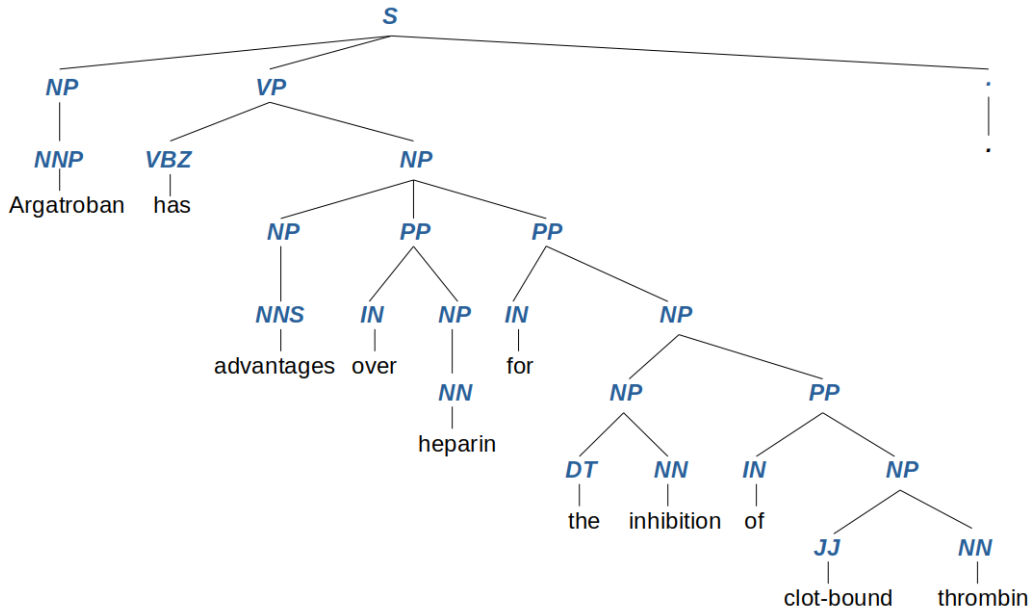 S
NP VP .
NNP VBZ NP .
Argatroban has
NP PP PP
NNS IN NP IN NP
advantages over for
NN NP PP
heparin
DT NN IN NP
the inhibition of
JJ NN
clot-bound thrombin